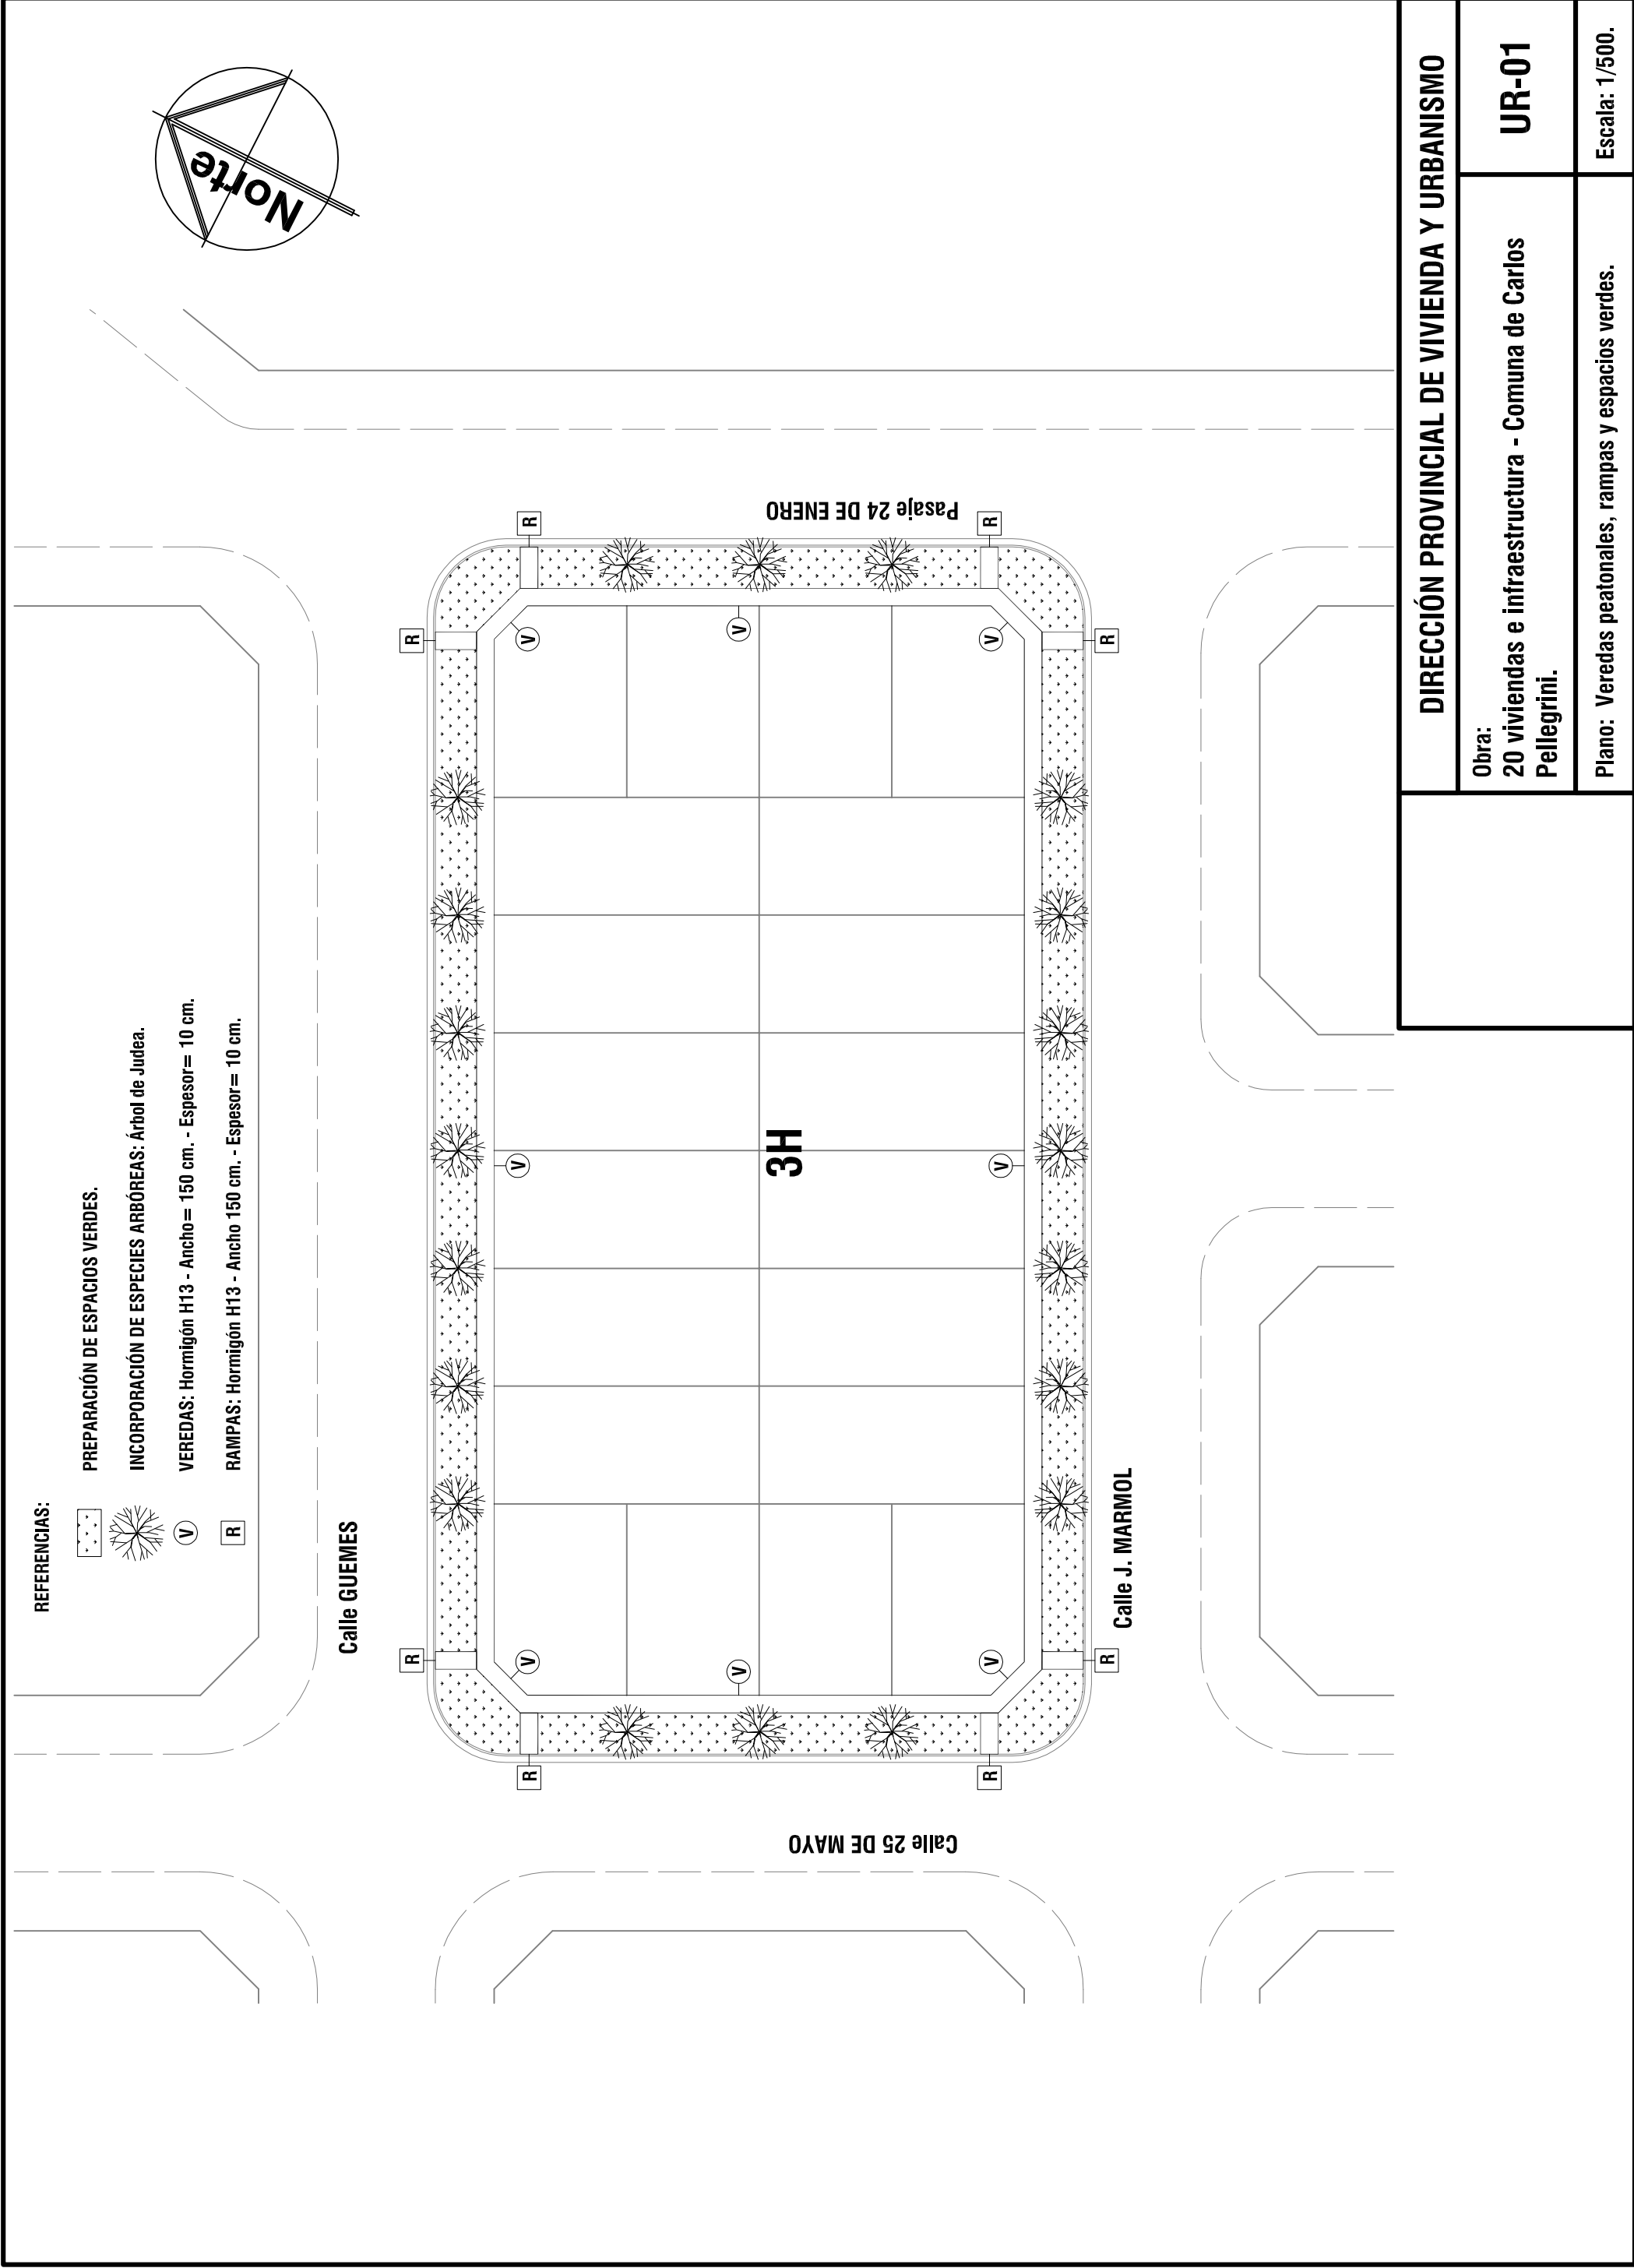 REFERENCIAS:
PREPARACIÓN DE ESPACIOS VERDES.
INCORPORACIÓN DE ESPECIES ARBÓREAS: Árbol de Judea.
V VEREDAS: Hormigón H13 - Ancho= 150 cm. - Espesor= 10 cm.
R RAMPAS: Hormigón H13 - Ancho 150 cm. - Espesor= 10 cm.
Norte
Calle GUEMES
R
R
R
R
V
V
V
Calle 25 DE MAYO
V
3H
V
Pasaje 24 DE ENERO
V
V
V
R
R
R
R
Calle J. MARMOL
DIRECCIÓN PROVINCIAL DE VIVIENDA Y URBANISMO
Obra:
20 viviendas e infraestructura - Comuna de Carlos
Pellegrini.
UR-01
Plano: Veredas peatonales, rampas y espacios verdes.
Escala: 1/500.